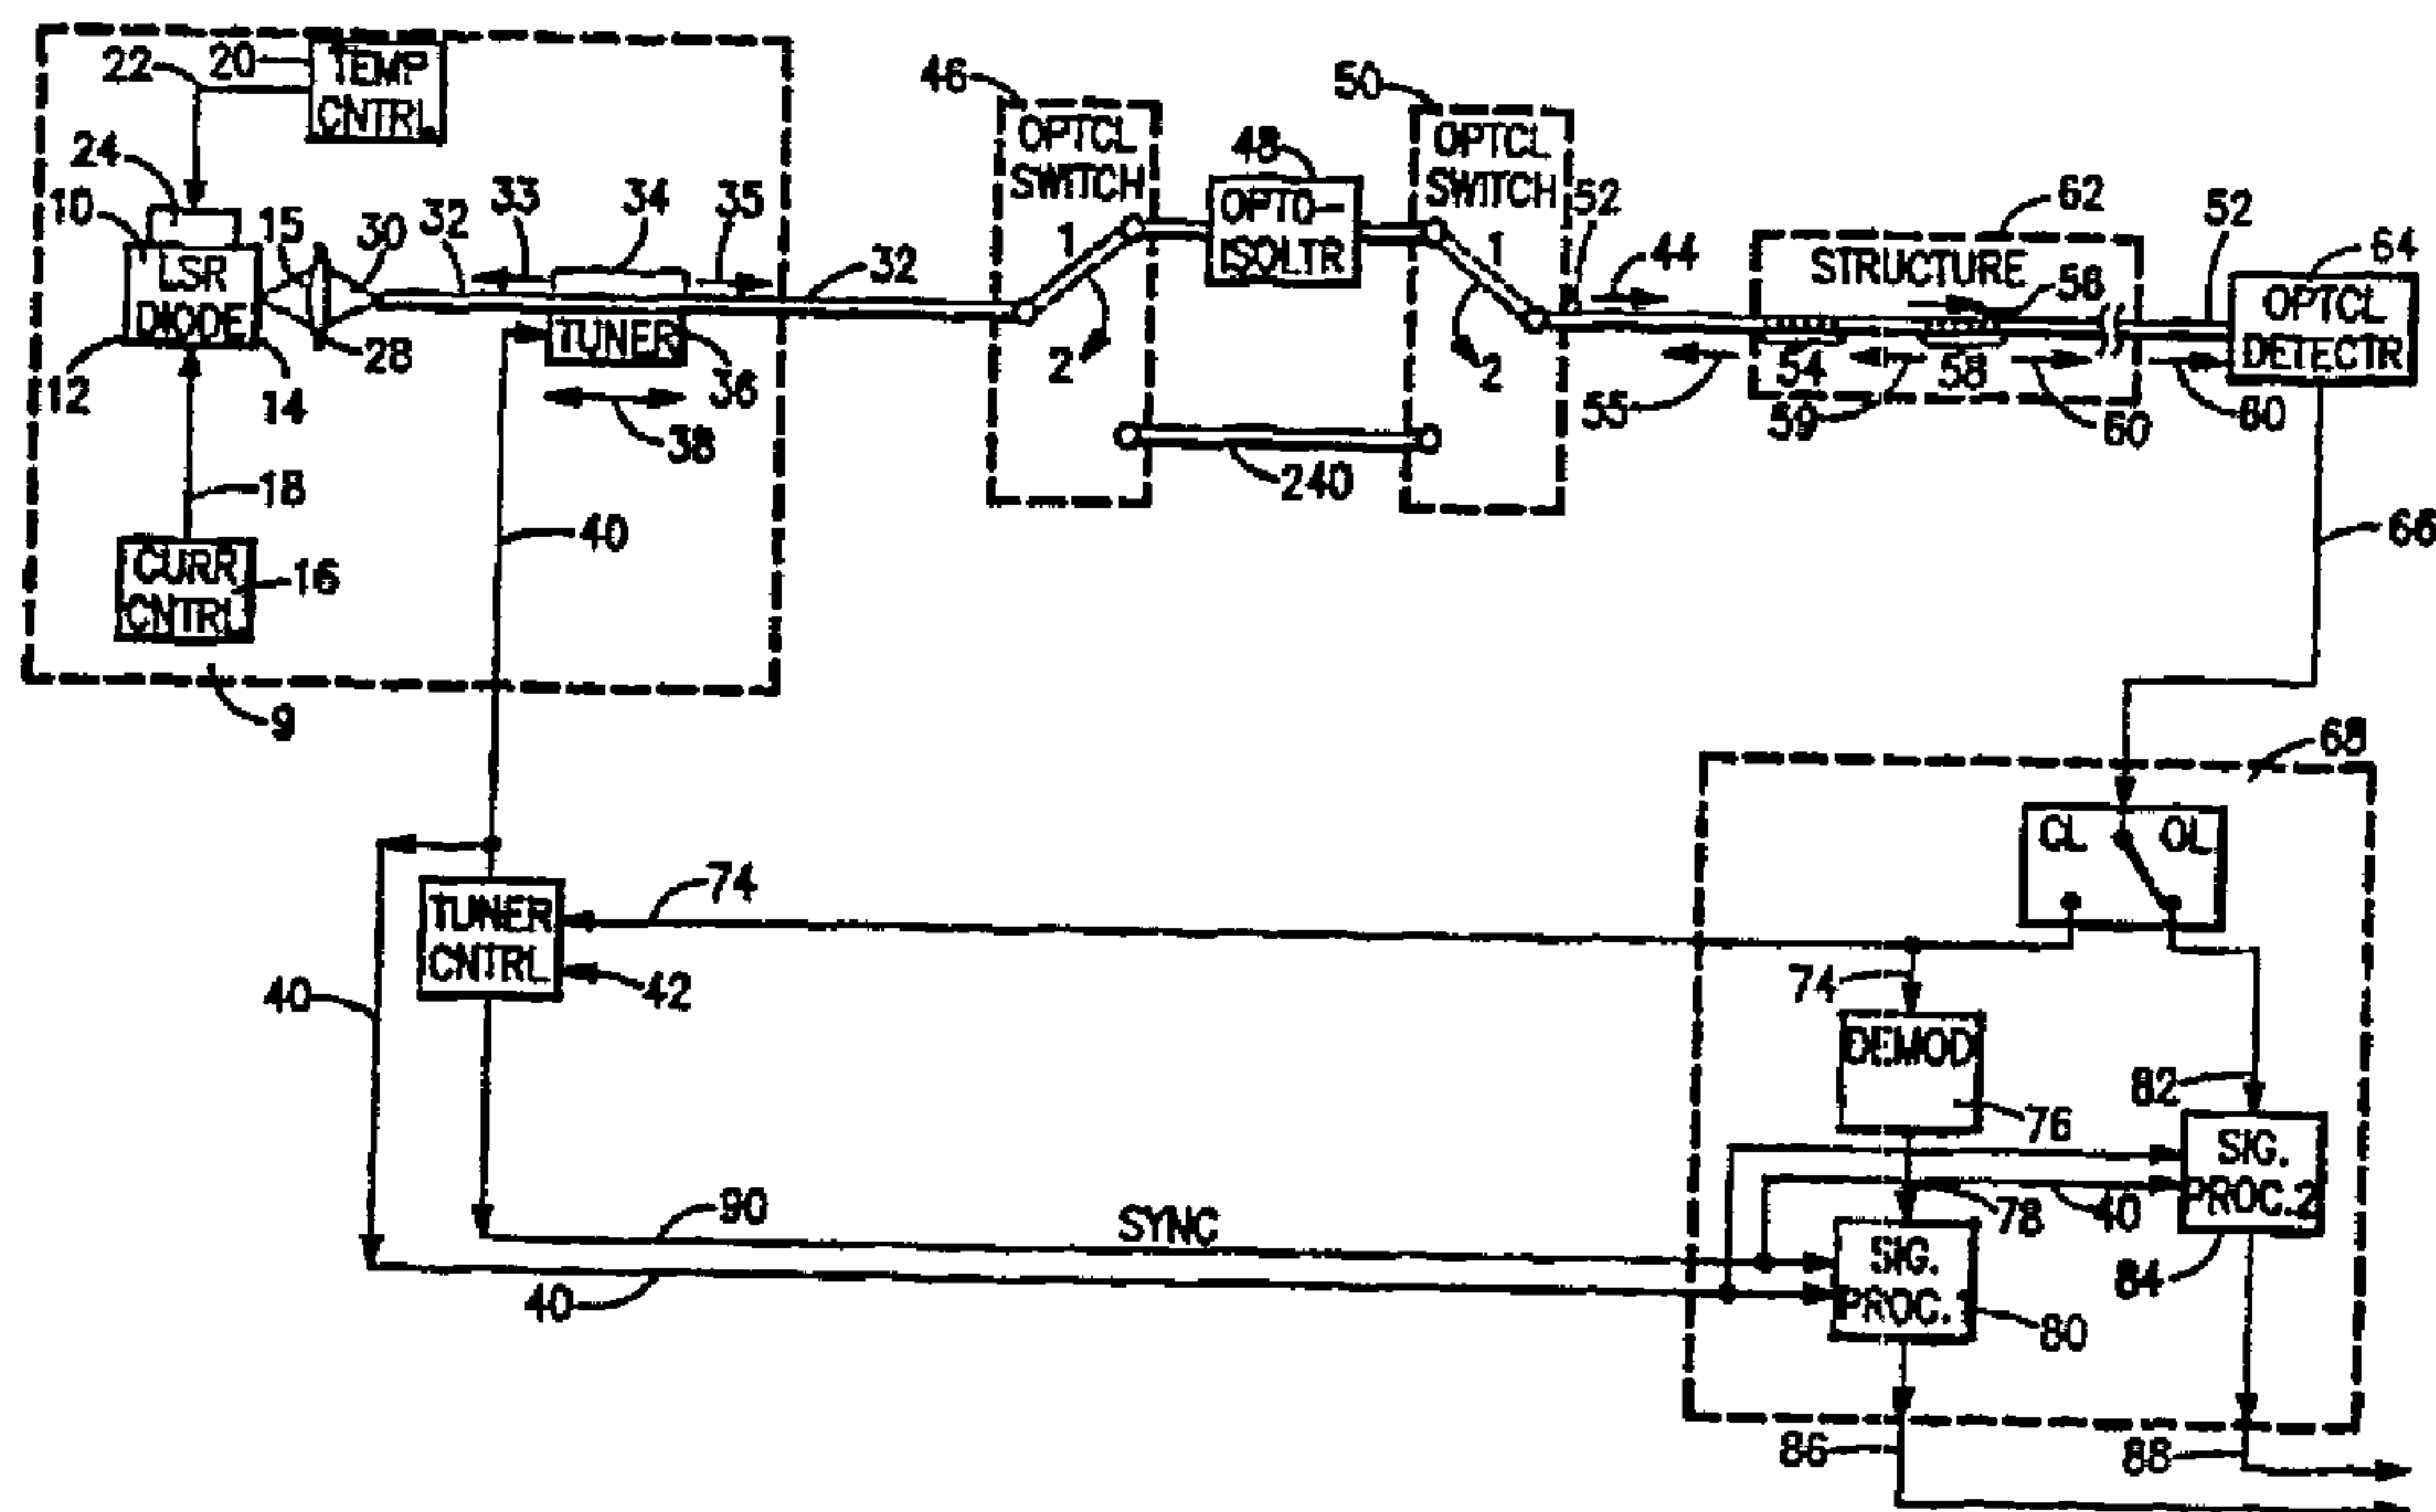 22
20
TEMP
CNTRL
24
10
LSR
DIODE
15
30
32
33
34
35
32
12
14
28
TUNER
36
38
18
40
CURR
CNTRL
16
9
46
OPTCL
SWITCH
1
2
48
OPTO-
ISOLTR
240
50
OPTCL
SWITCH
1
2
52
44
55
62
STRUCTURE
56
54
58
59
60
52
60
64
OPTCL
DETECTR
66
68
CL
OL
74
TUNER
CNTRL
42
40
74
DEMOD
76
82
SIG.
PROC.2
84
78
40
90
SYNC
40
SIG.
PROC. 1
80
86
88